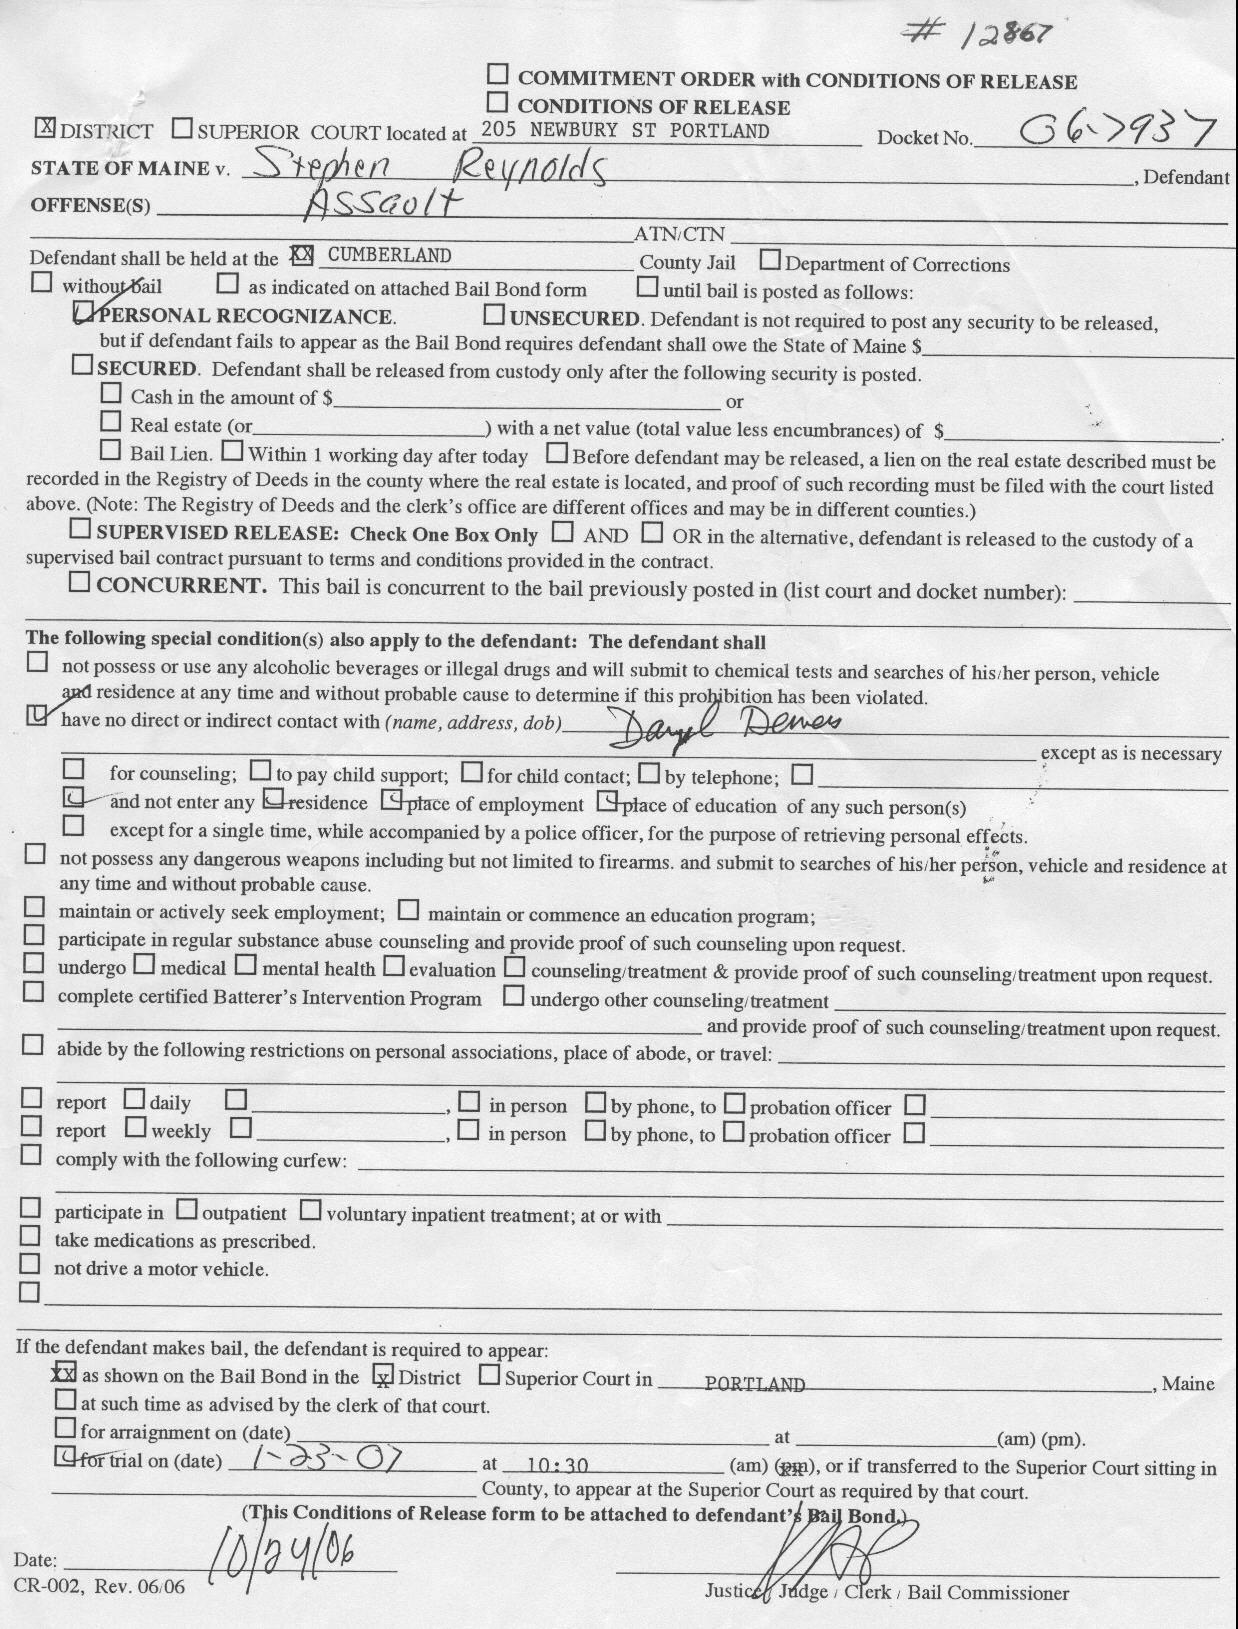 # 12867
☐ COMMITMENT ORDER with CONDITIONS OF RELEASE
☐ CONDITIONS OF RELEASE
☒ DISTRICT ☐ SUPERIOR COURT located at 205 NEWBURY ST PORTLAND Docket No. 06-7937
STATE OF MAINE v. Stephen Reynolds, Defendant
OFFENSE(S) Assault
ATN/CTN
Defendant shall be held at the XX CUMBERLAND County Jail ☐ Department of Corrections
☐ without bail ☐ as indicated on attached Bail Bond form ☐ until bail is posted as follows:
☑ PERSONAL RECOGNIZANCE. ☐ UNSECURED. Defendant is not required to post any security to be released,
but if defendant fails to appear as the Bail Bond requires defendant shall owe the State of Maine $
☐ SECURED. Defendant shall be released from custody only after the following security is posted.
☐ Cash in the amount of $ or
☐ Real estate (or ) with a net value (total value less encumbrances) of $ .
☐ Bail Lien. ☐ Within 1 working day after today ☐ Before defendant may be released, a lien on the real estate described must be
recorded in the Registry of Deeds in the county where the real estate is located, and proof of such recording must be filed with the court listed
above. (Note: The Registry of Deeds and the clerk's office are different offices and may be in different counties.)
☐ SUPERVISED RELEASE: Check One Box Only ☐ AND ☐ OR in the alternative, defendant is released to the custody of a
supervised bail contract pursuant to terms and conditions provided in the contract.
☐ CONCURRENT. This bail is concurrent to the bail previously posted in (list court and docket number):
The following special condition(s) also apply to the defendant: The defendant shall
☐ not possess or use any alcoholic beverages or illegal drugs and will submit to chemical tests and searches of his/her person, vehicle
and residence at any time and without probable cause to determine if this prohibition has been violated.
☑ have no direct or indirect contact with (name, address, dob) Daryl Demers
except as is necessary
☐ for counseling; ☐ to pay child support; ☐ for child contact; ☐ by telephone; ☐
☑ and not enter any ☑ residence ☑ place of employment ☑ place of education of any such person(s)
☐ except for a single time, while accompanied by a police officer, for the purpose of retrieving personal effects.
☐ not possess any dangerous weapons including but not limited to firearms. and submit to searches of his/her person, vehicle and residence at
any time and without probable cause.
☐ maintain or actively seek employment; ☐ maintain or commence an education program;
☐ participate in regular substance abuse counseling and provide proof of such counseling upon request.
☐ undergo ☐ medical ☐ mental health ☐ evaluation ☐ counseling/treatment & provide proof of such counseling/treatment upon request.
☐ complete certified Batterer's Intervention Program ☐ undergo other counseling/treatment
and provide proof of such counseling/treatment upon request.
☐ abide by the following restrictions on personal associations, place of abode, or travel:
☐ report ☐ daily ☐ , ☐ in person ☐ by phone, to ☐ probation officer ☐
☐ report ☐ weekly ☐ , ☐ in person ☐ by phone, to ☐ probation officer ☐
☐ comply with the following curfew:
☐ participate in ☐ outpatient ☐ voluntary inpatient treatment; at or with
☐ take medications as prescribed.
☐ not drive a motor vehicle.
☐
If the defendant makes bail, the defendant is required to appear:
XX as shown on the Bail Bond in the ☒ District ☐ Superior Court in PORTLAND, Maine
☐ at such time as advised by the clerk of that court.
☐ for arraignment on (date) at (am) (pm).
☑ for trial on (date) 1-23-07 at 10:30 (am) (pm), or if transferred to the Superior Court sitting in
County, to appear at the Superior Court as required by that court.
(This Conditions of Release form to be attached to defendant's Bail Bond.)
Date: 10/24/06
CR-002, Rev. 06/06 Justice / Judge / Clerk / Bail Commissioner